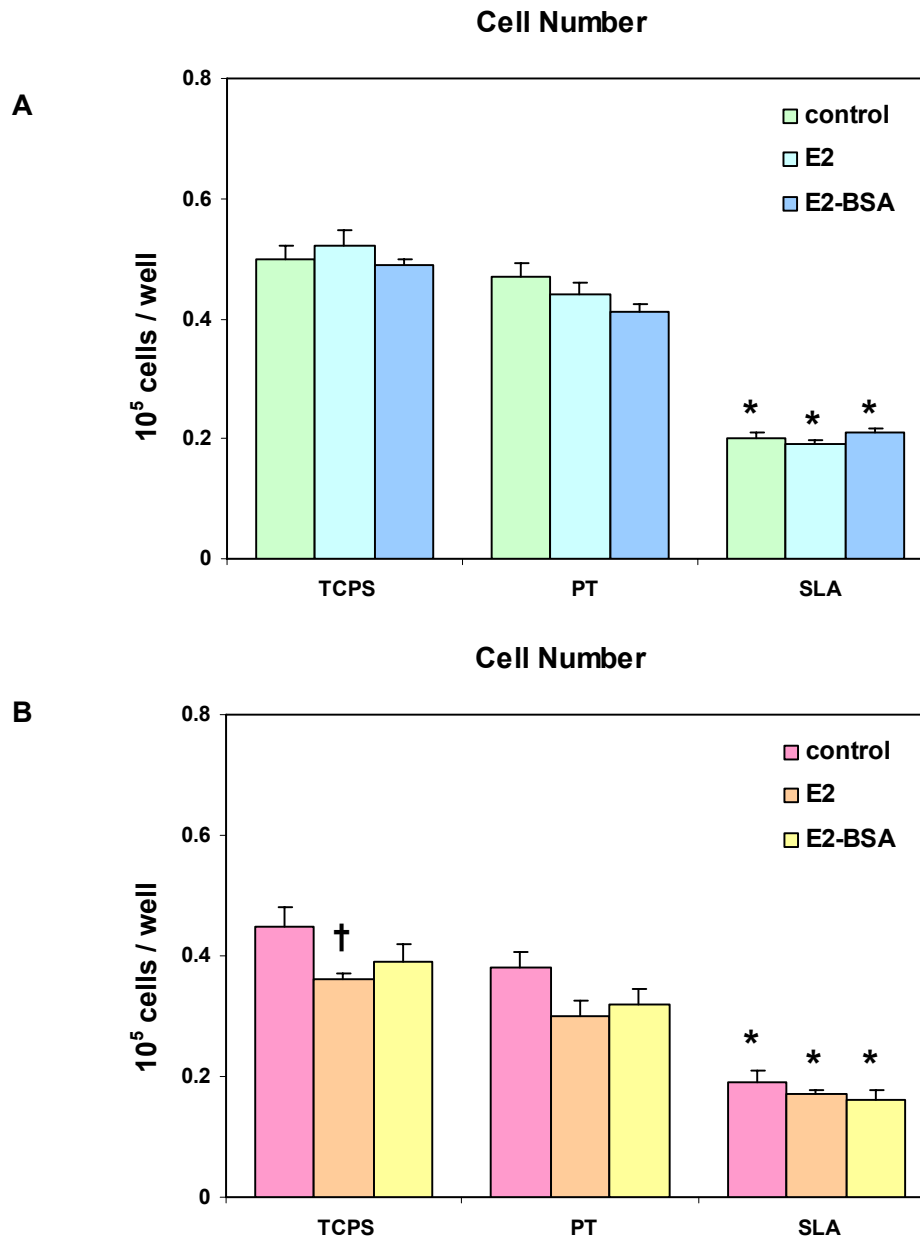 Cell Number
A
0.8
control
E2
E2-BSA
0.6
0.4
0.2
0
10⁵ cells / well
* * *
TCPS PT SLA
Cell Number
B
0.8
control
E2
E2-BSA
0.6
0.4
0.2
0
10⁵ cells / well
†
* * *
TCPS PT SLA